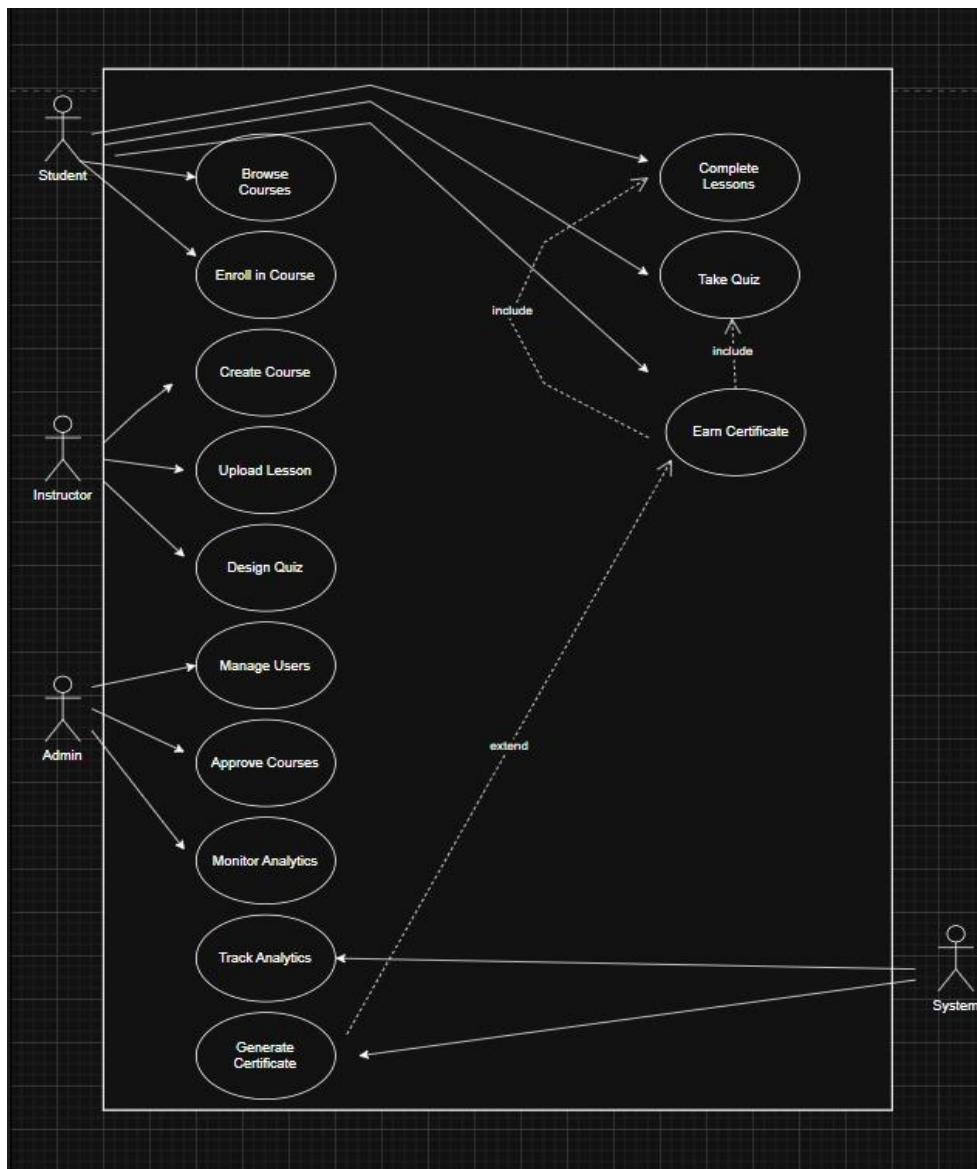 Student
Browse
Courses
Complete
Lessons
Enroll in Course
Take Quiz
include
include
Create Course
Earn Certificate
Instructor
Upload Lesson
Design Quiz
Manage Users
Admin
Approve Courses
extend
Monitor Analytics
Track Analytics
System
Generate
Certificate